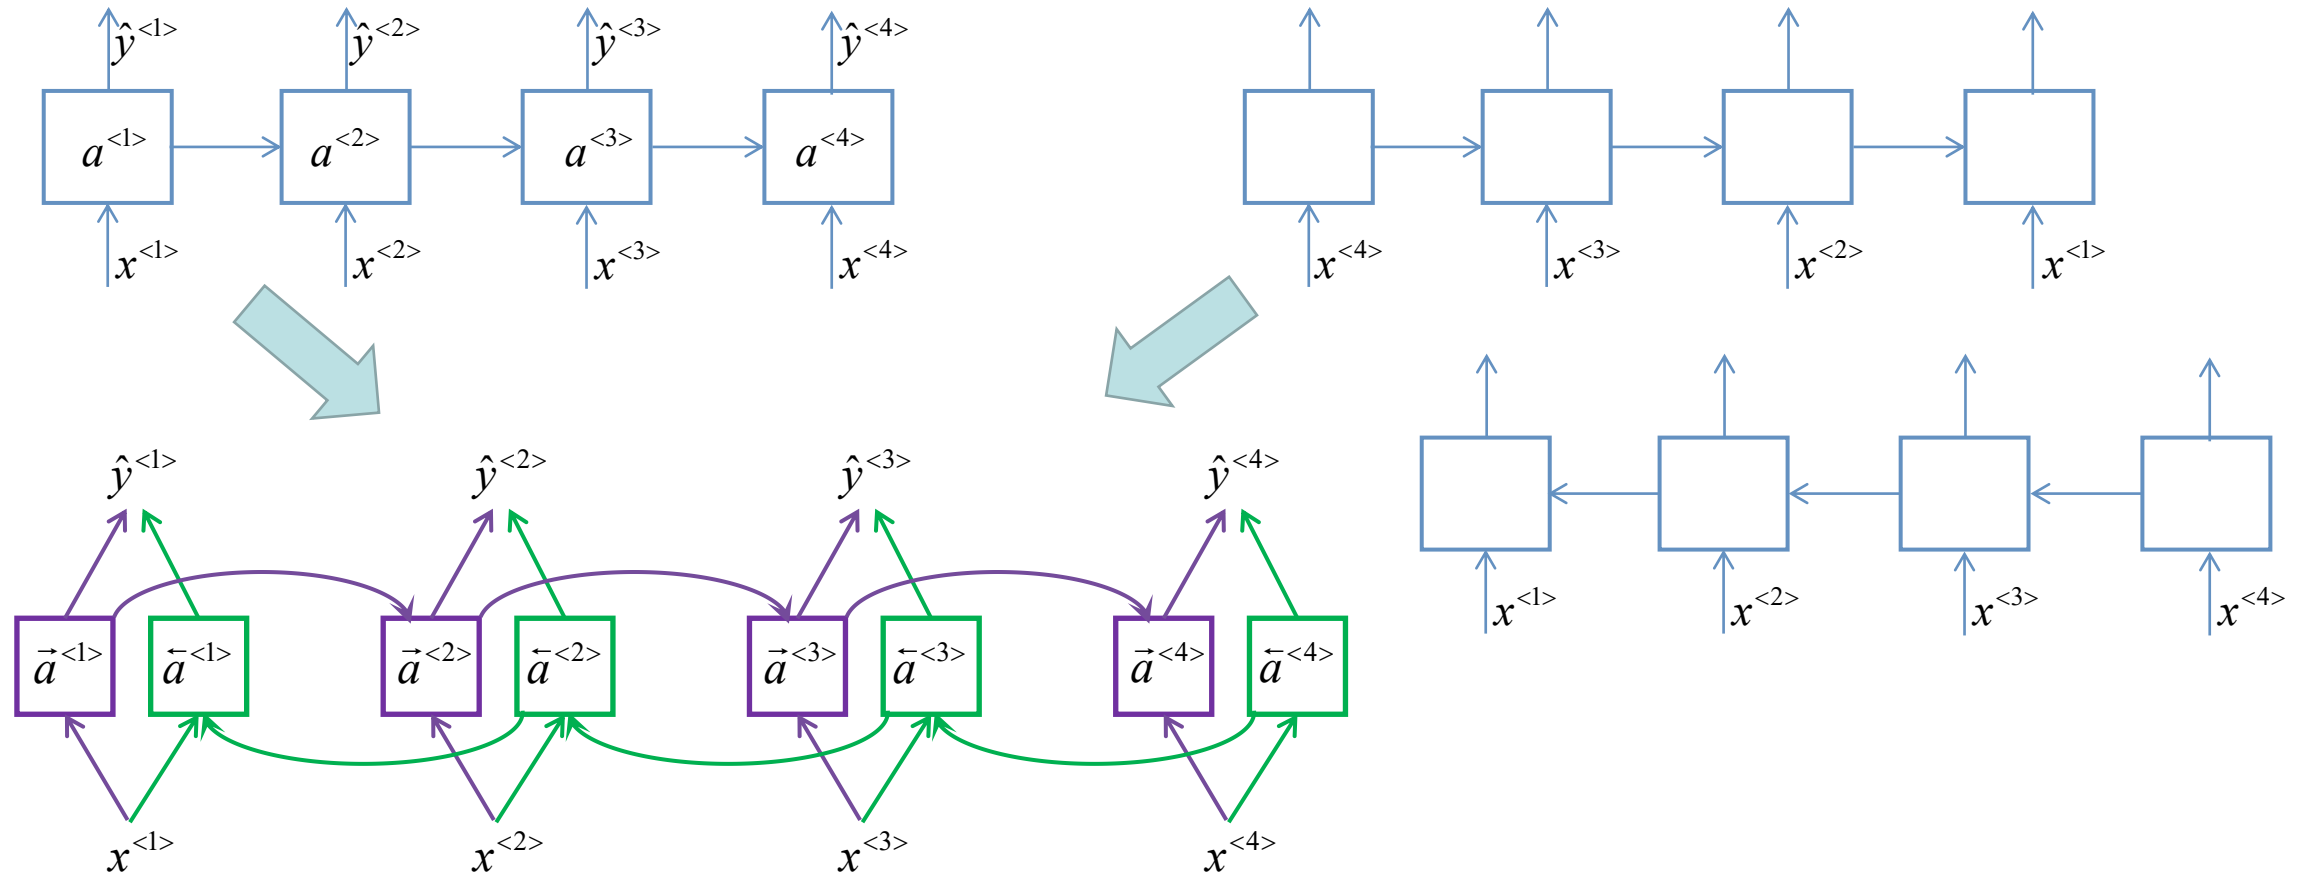 ŷ<1> ŷ<2> ŷ<3> ŷ<4>
a<1> a<2> a<3> a<4>
x<1> x<2> x<3> x<4>
x<4> x<3> x<2> x<1>
x<1> x<2> x<3> x<4>
ŷ<1> ŷ<2> ŷ<3> ŷ<4>
a⃗<1> a⃖<1> a⃗<2> a⃖<2> a⃗<3> a⃖<3> a⃗<4> a⃖<4>
x<1> x<2> x<3> x<4>